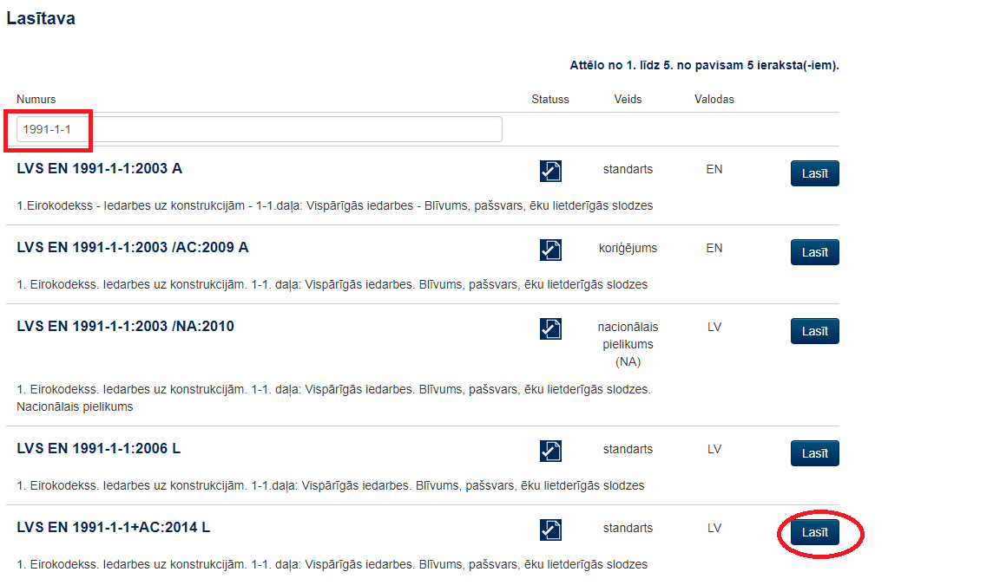 Lasītava
Attēlo no 1. līdz 5. no pavisam 5 ieraksta(-iem).
Numurs Statuss Veids Valodas
1991-1-1
LVS EN 1991-1-1:2003 A standarts EN Lasīt
1.Eirokodekss - Iedarbes uz konstrukcijām - 1-1.daļa: Vispārīgās iedarbes - Blīvums, pašsvars, ēku lietderīgās slodzes
LVS EN 1991-1-1:2003 /AC:2009 A koriģējums EN Lasīt
1. Eirokodekss. Iedarbes uz konstrukcijām. 1-1. daļa: Vispārīgās iedarbes. Blīvums, pašsvars, ēku lietderīgās slodzes
LVS EN 1991-1-1:2003 /NA:2010 nacionālais LV Lasīt
pielikums
(NA)
1. Eirokodekss. Iedarbes uz konstrukcijām. 1-1. daļa: Vispārīgās iedarbes. Blīvums, pašsvars, ēku lietderīgās slodzes.
Nacionālais pielikums
LVS EN 1991-1-1:2006 L standarts LV Lasīt
1. Eirokodekss. Iedarbes uz konstrukcijām. 1-1.daļa: Vispārīgās iedarbes. Blīvums, pašsvars, ēku lietderīgās slodzes
LVS EN 1991-1-1+AC:2014 L standarts LV Lasīt
1. Eirokodekss. Iedarbes uz konstrukcijām. 1-1. daļa: Vispārīgās iedarbes. Blīvums, pašsvars, ēku lietderīgās slodzes